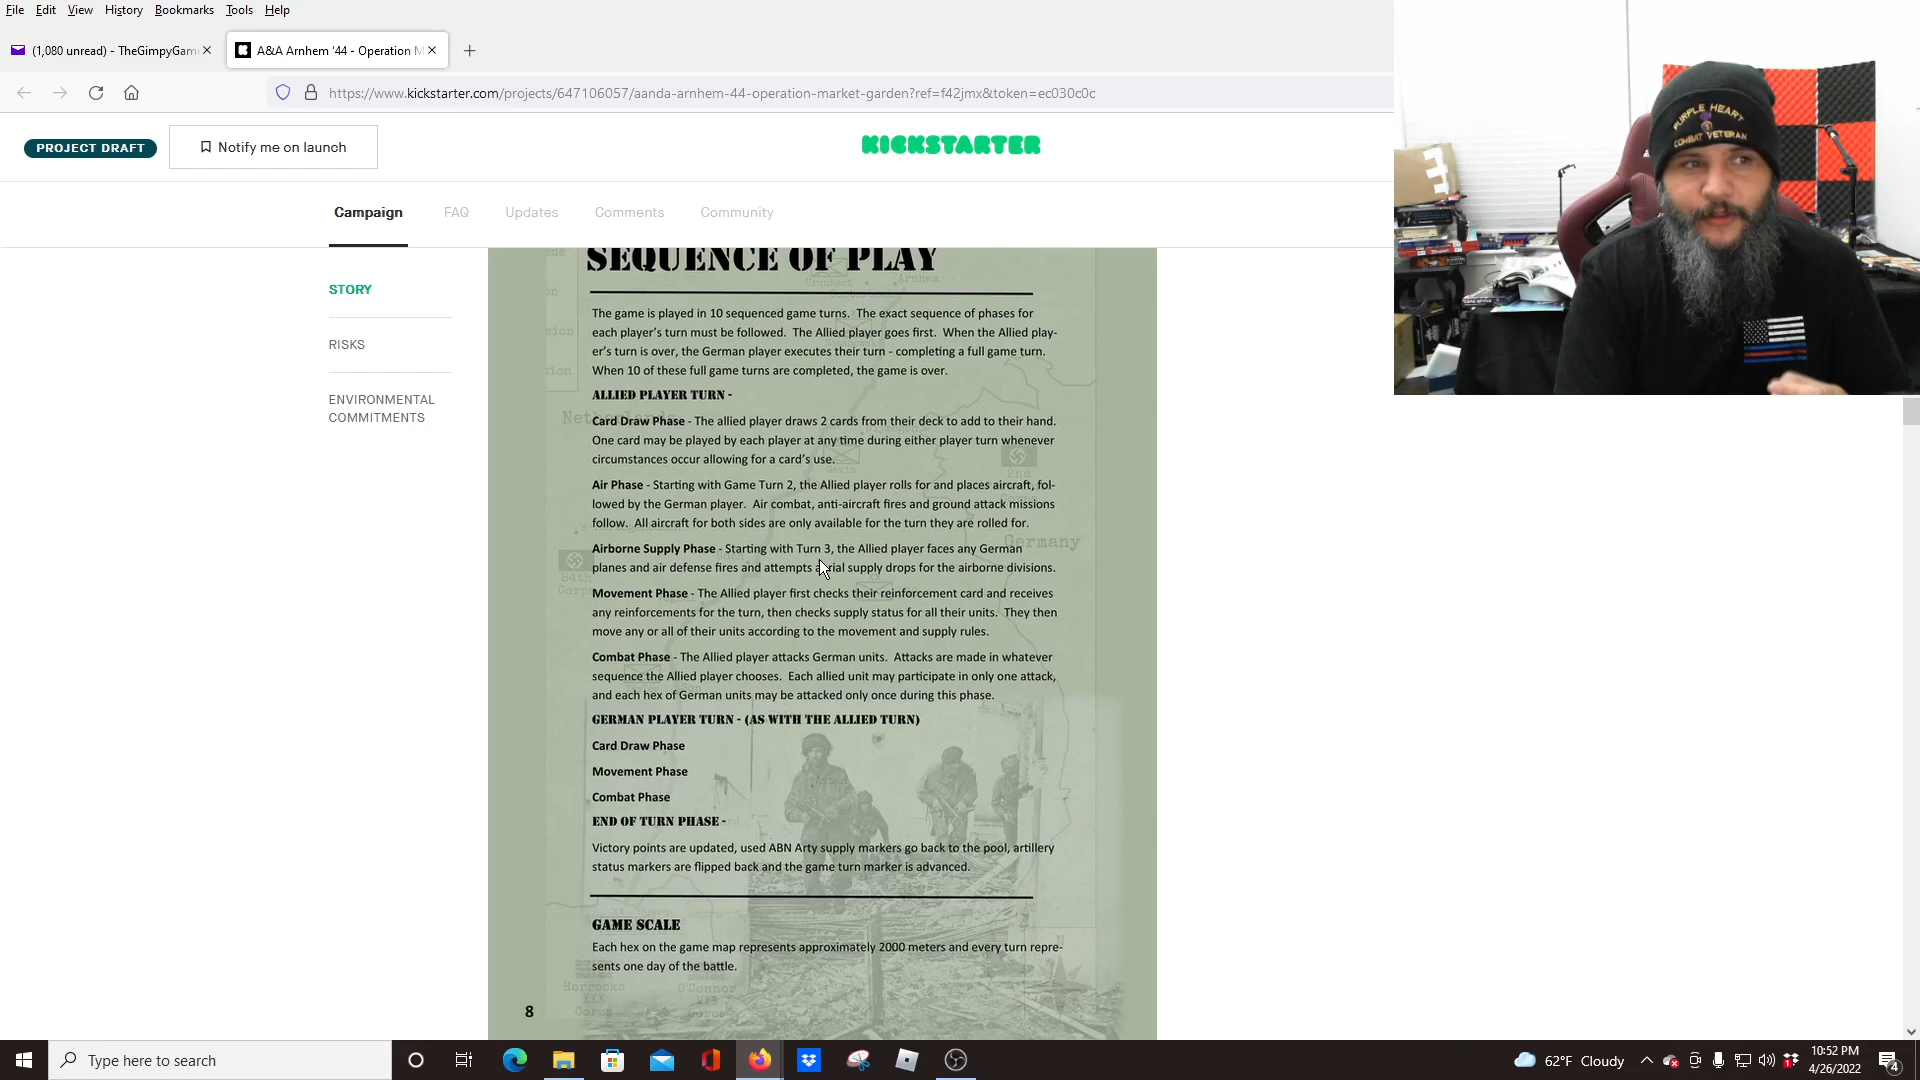 File Edit View History Bookmarks Tools Help
(1,080 unread) - TheGimpyGam
A&A Arnhem '44 - Operation M
https://www.kickstarter.com/projects/647106057/aanda-arnhem-44-operation-market-garden?ref=f42jmx&token=ec030c0c
PROJECT DRAFT
Notify me on launch
KICKSTARTER
Campaign FAQ Updates Comments Community
STORY
RISKS
ENVIRONMENTAL
COMMITMENTS
SEQUENCE OF PLAY
The game is played in 10 sequenced game turns. The exact sequence of phases for
each player's turn must be followed. The Allied player goes first. When the Allied play-
er's turn is over, the German player executes their turn - completing a full game turn.
When 10 of these full game turns are completed, the game is over.
ALLIED PLAYER TURN -
Card Draw Phase - The allied player draws 2 cards from their deck to add to their hand.
One card may be played by each player at any time during either player turn whenever
circumstances occur allowing for a card's use.
Air Phase - Starting with Game Turn 2, the Allied player rolls for and places aircraft, fol-
lowed by the German player. Air combat, anti-aircraft fires and ground attack missions
follow. All aircraft for both sides are only available for the turn they are rolled for.
Airborne Supply Phase - Starting with Turn 3, the Allied player faces any German
planes and air defense fires and attempts aerial supply drops for the airborne divisions.
Movement Phase - The Allied player first checks their reinforcement card and receives
any reinforcements for the turn, then checks supply status for all their units. They then
move any or all of their units according to the movement and supply rules.
Combat Phase - The Allied player attacks German units. Attacks are made in whatever
sequence the Allied player chooses. Each allied unit may participate in only one attack,
and each hex of German units may be attacked only once during this phase.
GERMAN PLAYER TURN - (AS WITH THE ALLIED TURN)
Card Draw Phase
Movement Phase
Combat Phase
END OF TURN PHASE -
Victory points are updated, used ABN Arty supply markers go back to the pool, artillery
status markers are flipped back and the game turn marker is advanced.
GAME SCALE
Each hex on the game map represents approximately 2000 meters and every turn repre-
sents one day of the battle.
8
Arnhem
Germany
Horrocks
XXX
O'Connor
PURPLE HEART
COMBAT VETERAN
Type here to search
62°F Cloudy
10:52 PM
4/26/2022
4